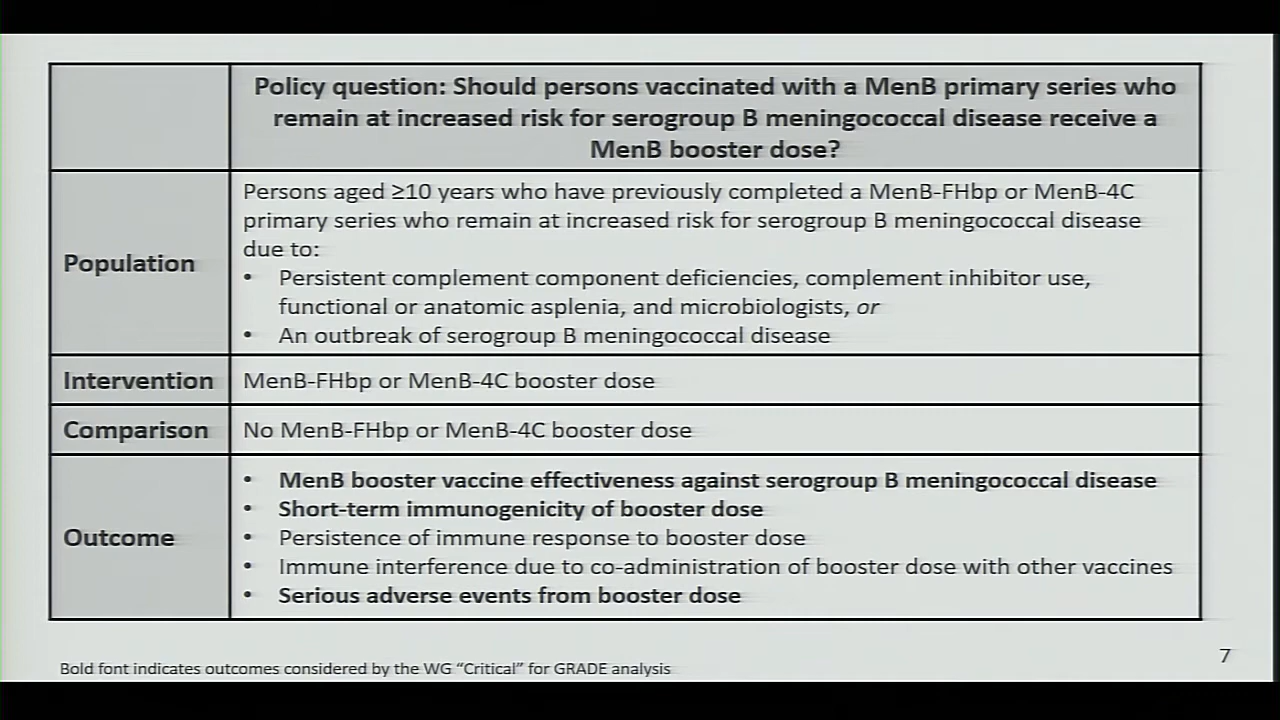 Policy question: Should persons vaccinated with a MenB primary series who
remain at increased risk for serogroup B meningococcal disease receive a
MenB booster dose?
Population
Persons aged ≥10 years who have previously completed a MenB-FHbp or MenB-4C
primary series who remain at increased risk for serogroup B meningococcal disease
due to:
• Persistent complement component deficiencies, complement inhibitor use,
functional or anatomic asplenia, and microbiologists, or
• An outbreak of serogroup B meningococcal disease
Intervention
MenB-FHbp or MenB-4C booster dose
Comparison
No MenB-FHbp or MenB-4C booster dose
Outcome
• MenB booster vaccine effectiveness against serogroup B meningococcal disease
• Short-term immunogenicity of booster dose
• Persistence of immune response to booster dose
• Immune interference due to co-administration of booster dose with other vaccines
• Serious adverse events from booster dose
Bold font indicates outcomes considered by the WG “Critical” for GRADE analysis
7